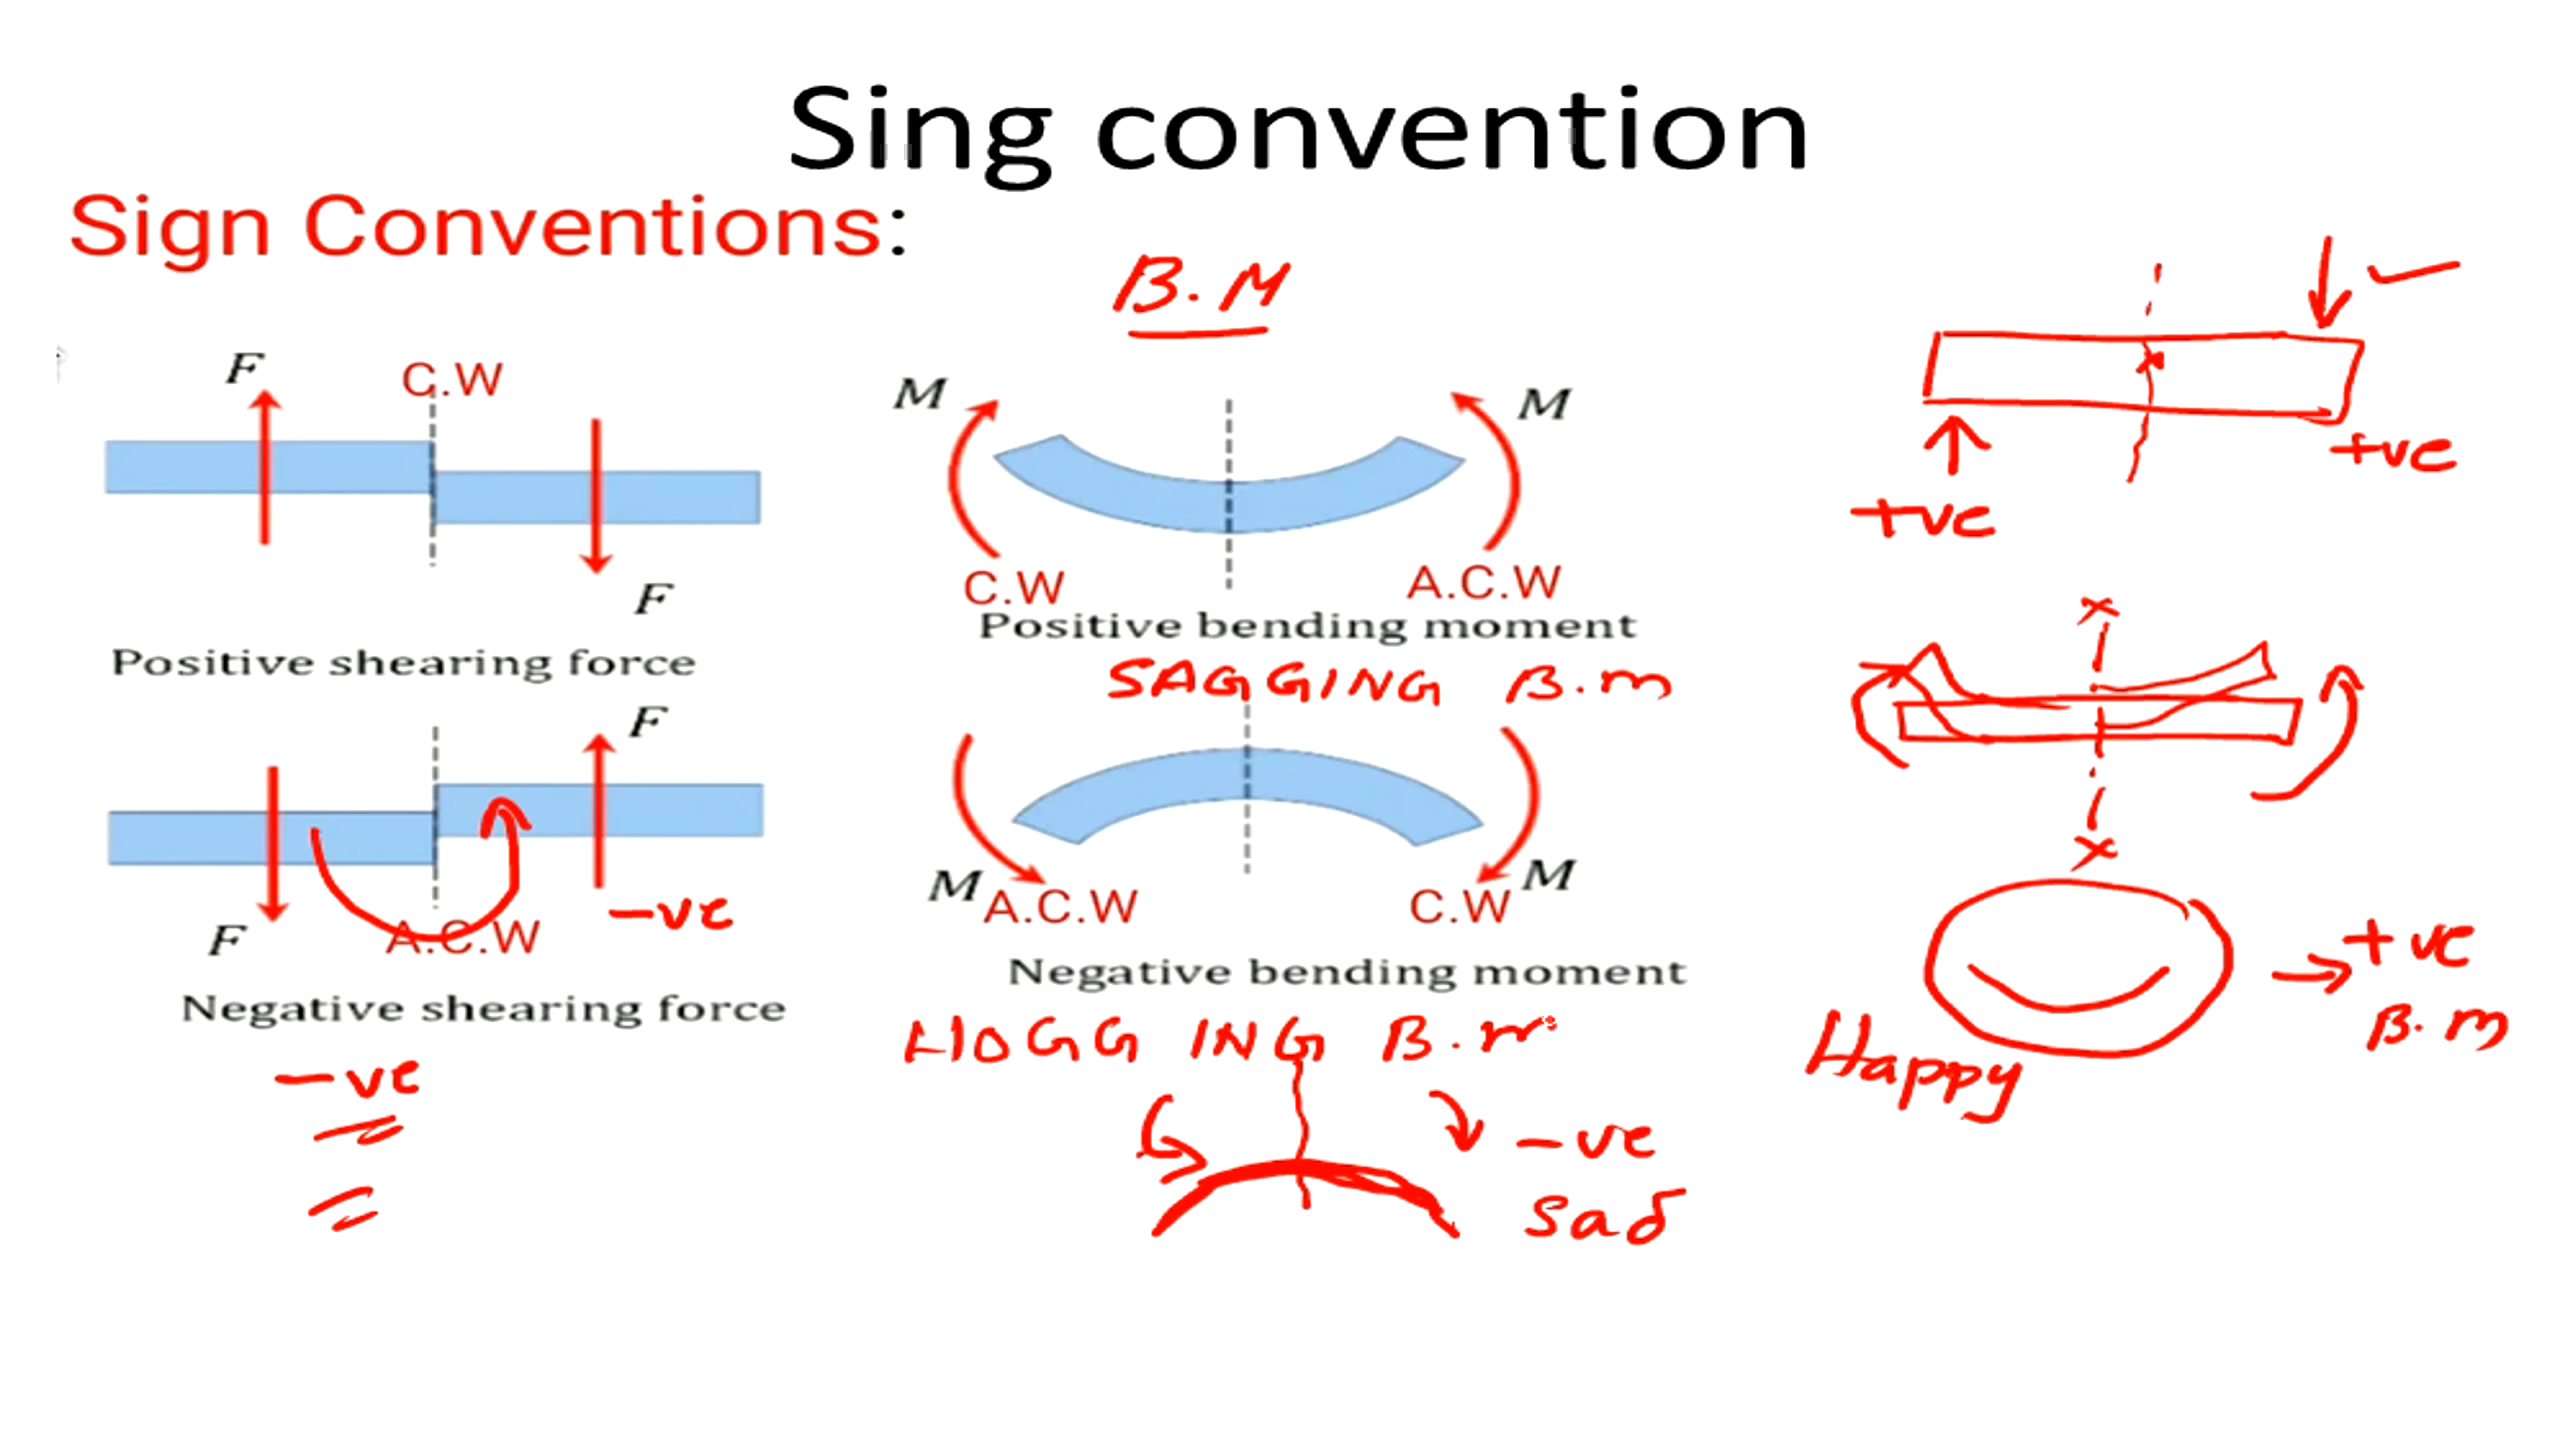 Sing convention
Sign Conventions:
B.M
F
C.W
F
Positive shearing force
F
-ve
A.C.W
F
Negative shearing force
-ve
M
M
C.W
A.C.W
Positive bending moment
SAGGING B.m
M
A.C.W
C.W
M
Negative bending moment
HOGGING B.m
-ve
sad
+ve
+ve
x
x
+ve
B.m
Happy